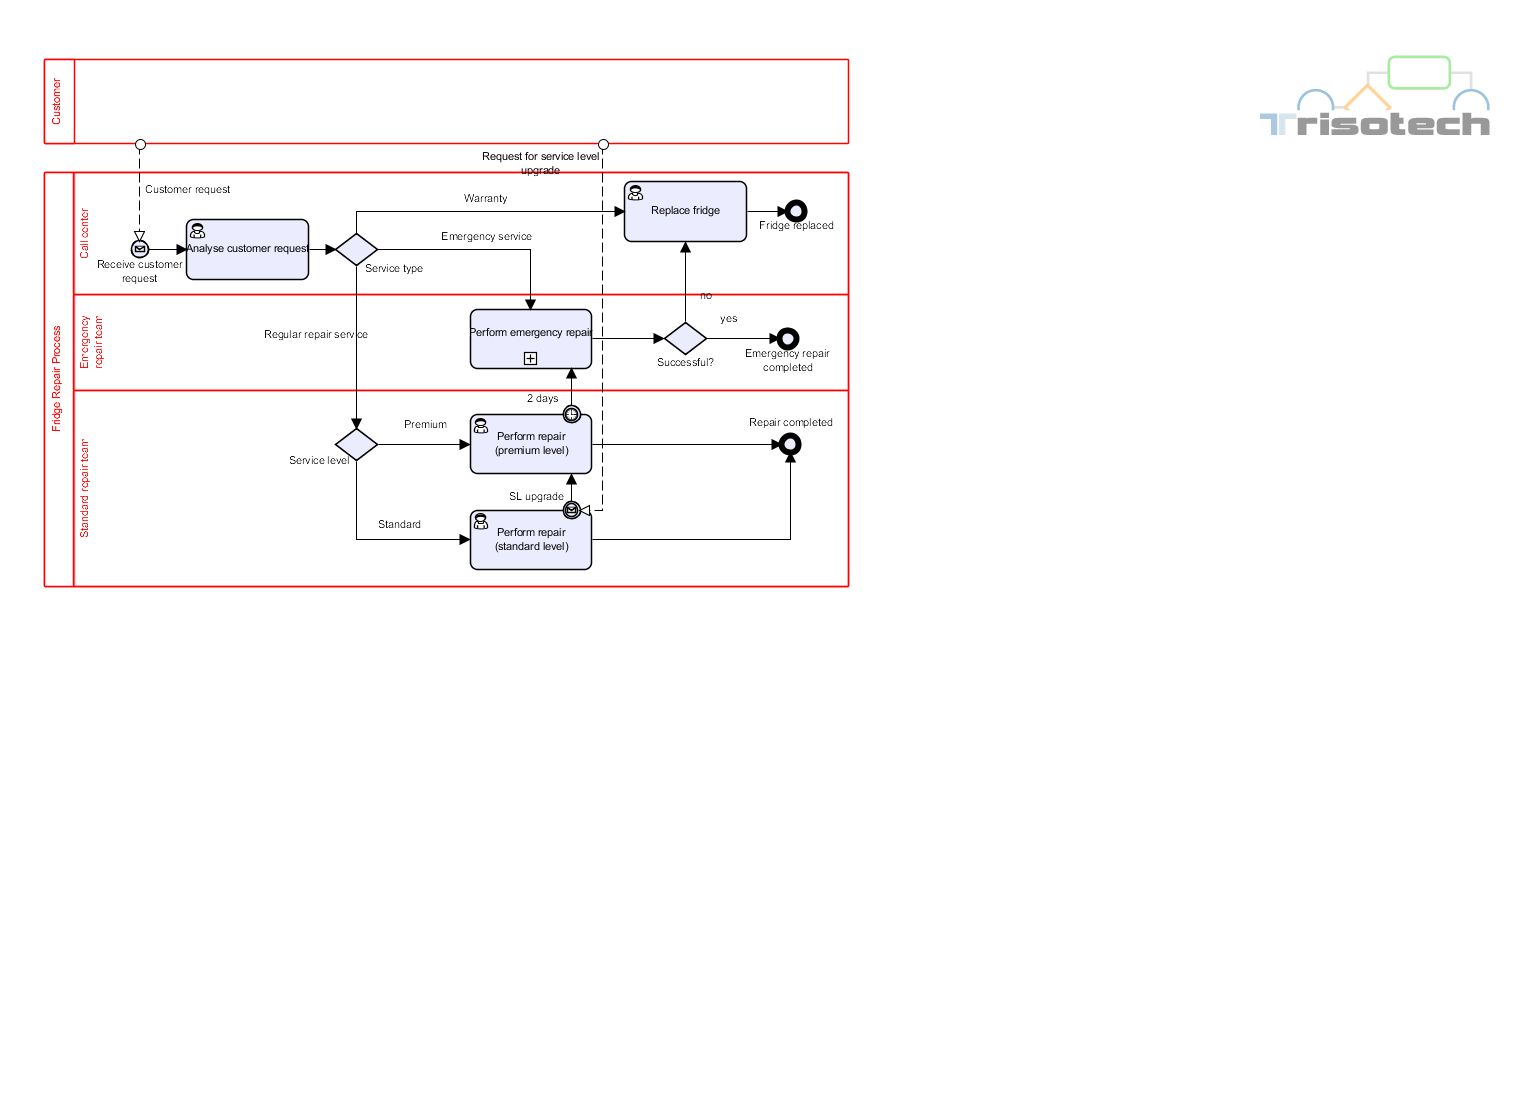 Customer
Trisotech
Request for service level
upgrade
Customer request
Fridge Repair Process
Call center
Warranty
Replace fridge
Fridge replaced
Emergency service
Analyse customer request
Receive customer
request
Service type
no
Emergency
repair team
Regular repair service
Perform emergency repair
yes
Successful?
Emergency repair
completed
Standard repair team
2 days
Premium
Perform repair
(premium level)
Repair completed
Service level
SL upgrade
Standard
Perform repair
(standard level)